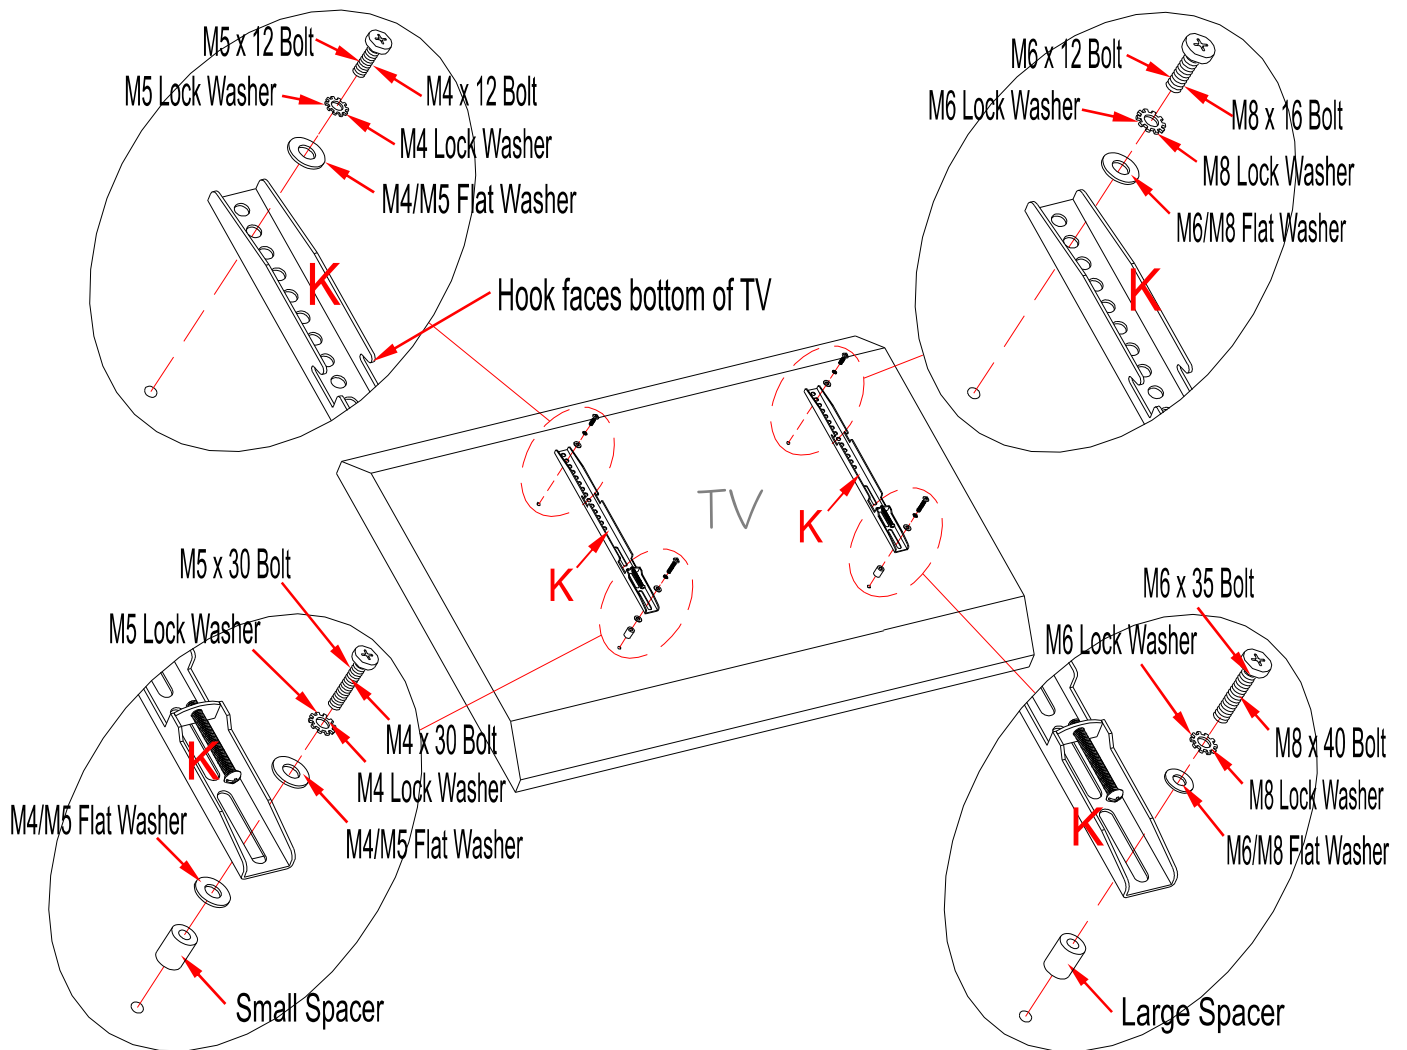 M5 x 12 Bolt
M4 x 12 Bolt
M5 Lock Washer
M4 Lock Washer
M4/M5 Flat Washer
K
Hook faces bottom of TV
M6 x 12 Bolt
M8 x 16 Bolt
M6 Lock Washer
M8 Lock Washer
M6/M8 Flat Washer
K
TV
K
K
M5 x 30 Bolt
M5 Lock Washer
M4 x 30 Bolt
K
M4 Lock Washer
M4/M5 Flat Washer
M4/M5 Flat Washer
Small Spacer
M6 x 35 Bolt
M6 Lock Washer
M8 x 40 Bolt
M8 Lock Washer
K
M6/M8 Flat Washer
Large Spacer